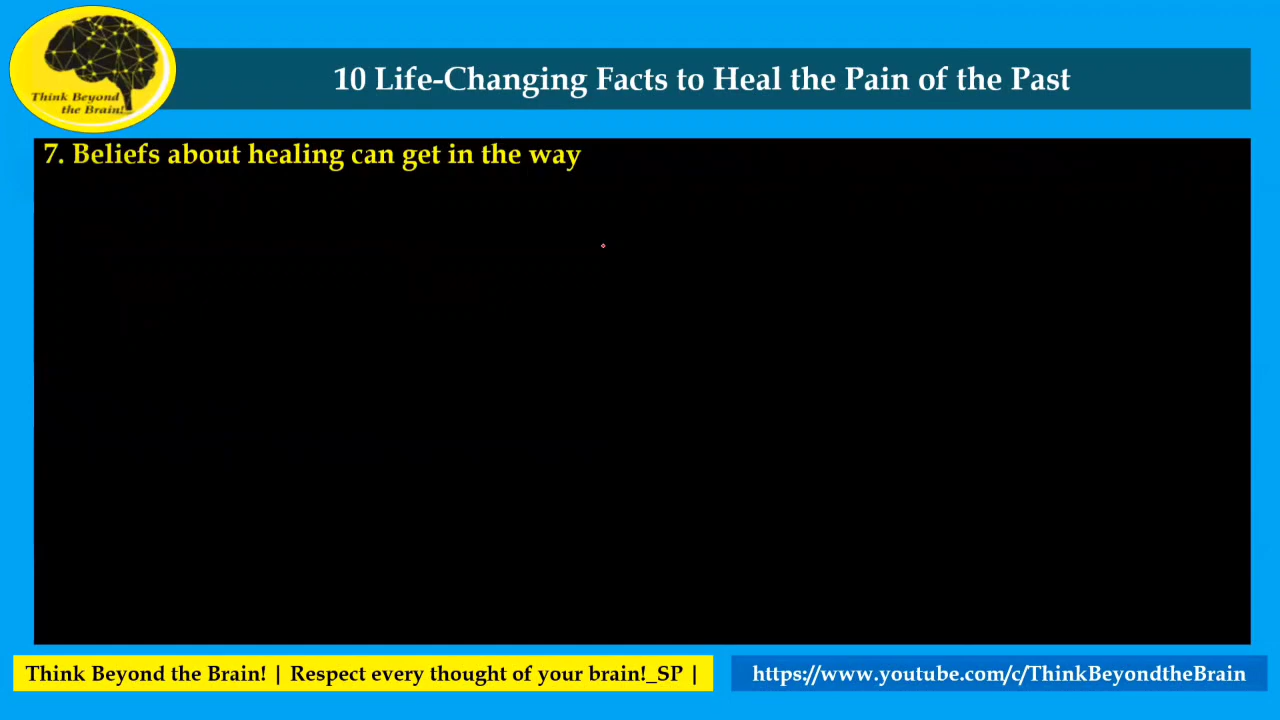 Think Beyond
the Brain!
10 Life-Changing Facts to Heal the Pain of the Past
7. Beliefs about healing can get in the way
Think Beyond the Brain! | Respect every thought of your brain!_SP |
https://www.youtube.com/c/ThinkBeyondtheBrain